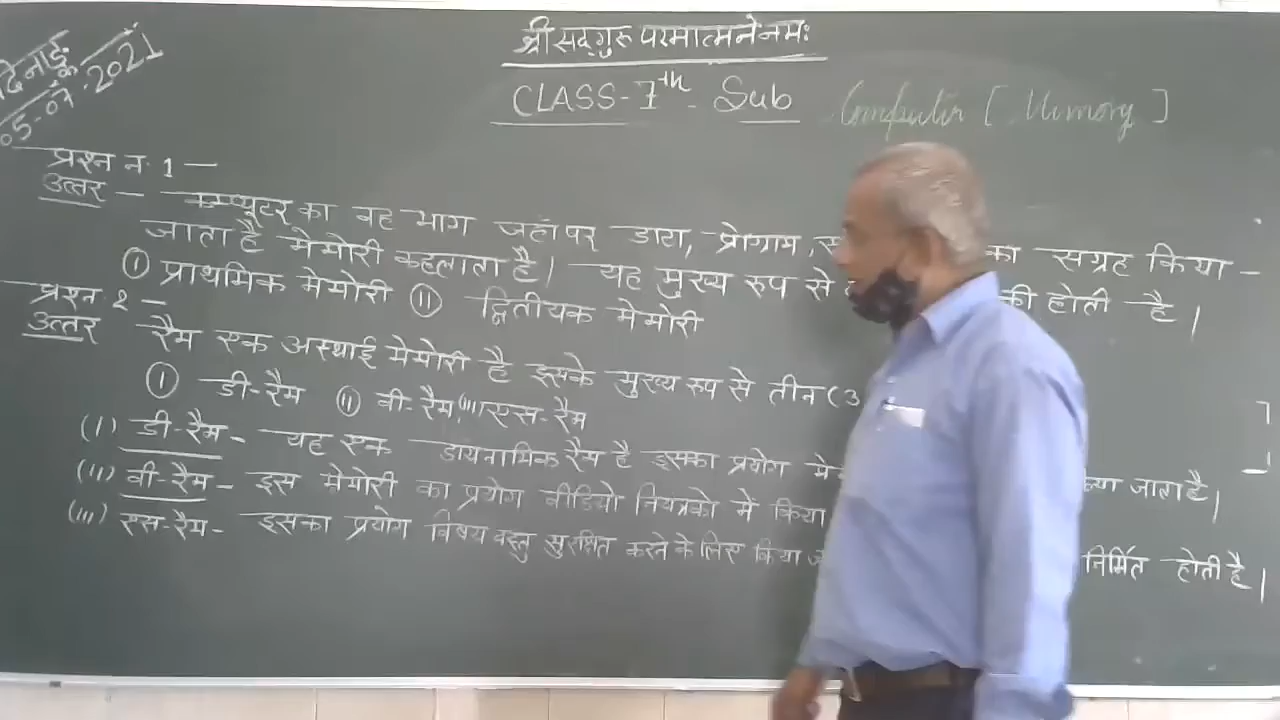 श्री सद्गुरु परमात्मने नमः
दिनाङ्कः
05-07-2021
CLASS-7th - Sub Computer [ Memory ]
प्रश्न न. 1 —
उत्तर — कम्प्यूटर का वह भाग जहाँ पर डाटा, प्रोग्राम, का सग्रह किया -
जाता है मेमोरी कहलाता है। यह मुख्य रूप से की होती है।
(i) प्राथमिक मेमोरी (ii) द्वितीयक मेमोरी
प्रश्न 2 —
उत्तर रैम एक अस्थाई मेमोरी है इसके मुख्य रूप से तीन (3
(i) डी-रैम (ii) वी-रैम (iii) एस-रैम
(i) डी-रैम - यह एक डायनामिक रैम है इसका प्रयोग जाता है।
(ii) वी-रैम - इस मेमोरी का प्रयोग वीडियो नियत्रको में किया
(iii) एस-रैम - इसका प्रयोग विषय वस्तु सुरक्षित करने के लिए किया निर्मित होती है।